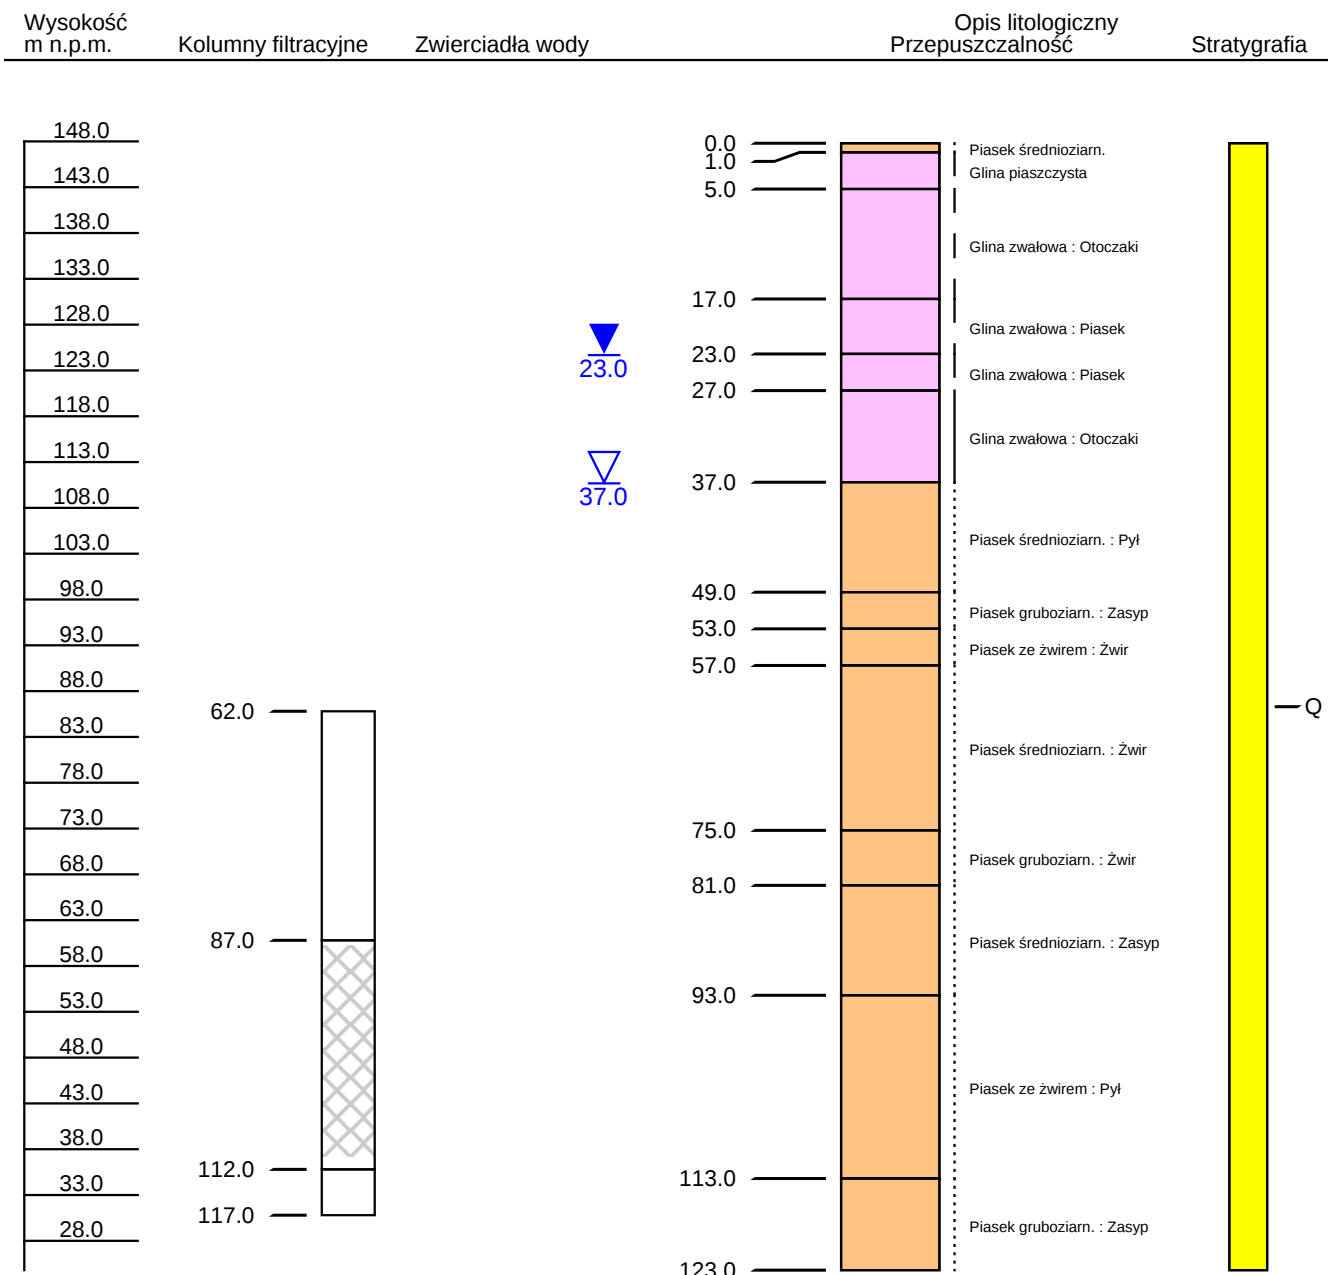 Wysokość
m n.p.m.
Kolumny filtracyjne
Zwierciadła wody
Opis litologiczny
Przepuszczalność
Stratygrafia
148.0
143.0
138.0
133.0
128.0
123.0
118.0
113.0
108.0
103.0
98.0
93.0
88.0
83.0
78.0
73.0
68.0
63.0
58.0
53.0
48.0
43.0
38.0
33.0
28.0
62.0
87.0
112.0
117.0
23.0
37.0
0.0
1.0
5.0
17.0
23.0
27.0
37.0
49.0
53.0
57.0
75.0
81.0
93.0
113.0
123.0
Piasek średnioziarn.
Glina piaszczysta
Glina zwałowa : Otoczaki
Glina zwałowa : Piasek
Glina zwałowa : Piasek
Glina zwałowa : Otoczaki
Piasek średnioziarn. : Pył
Piasek gruboziarn. : Zasyp
Piasek ze żwirem : Żwir
Piasek średnioziarn. : Żwir
Piasek gruboziarn. : Żwir
Piasek średnioziarn. : Zasyp
Piasek ze żwirem : Pył
Piasek gruboziarn. : Zasyp
Q